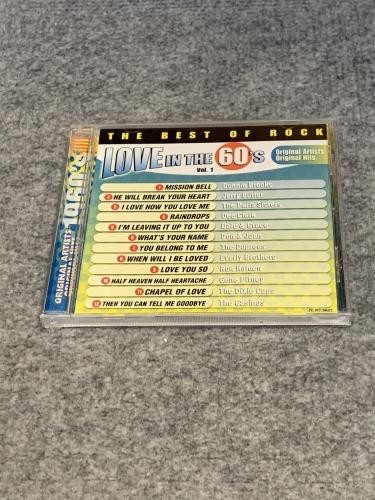 THE BEST OF ROCK
LOVE IN THE 60's
Vol. 1
Original Artists
Original Hits
1 MISSION BELL Donnie Brooks
2 HE WILL BREAK YOUR HEART Jerry Butler
3 I LOVE HOW YOU LOVE ME The Paris Sisters
4 RAINDROPS Dee Clark
5 I'M LEAVING IT UP TO YOU Dale & Grace
6 WHAT'S YOUR NAME Don & Juan
7 YOU BELONG TO ME The Duprees
8 WHEN WILL I BE LOVED Everly Brothers
9 LOVE YOU SO Ron Holden
10 HALF HEAVEN HALF HEARTACHE Gene Pitney
11 CHAPEL OF LOVE The Dixie Cups
12 THEN YOU CAN TELL ME GOODBYE The Casinos
ORIGINAL ARTISTS